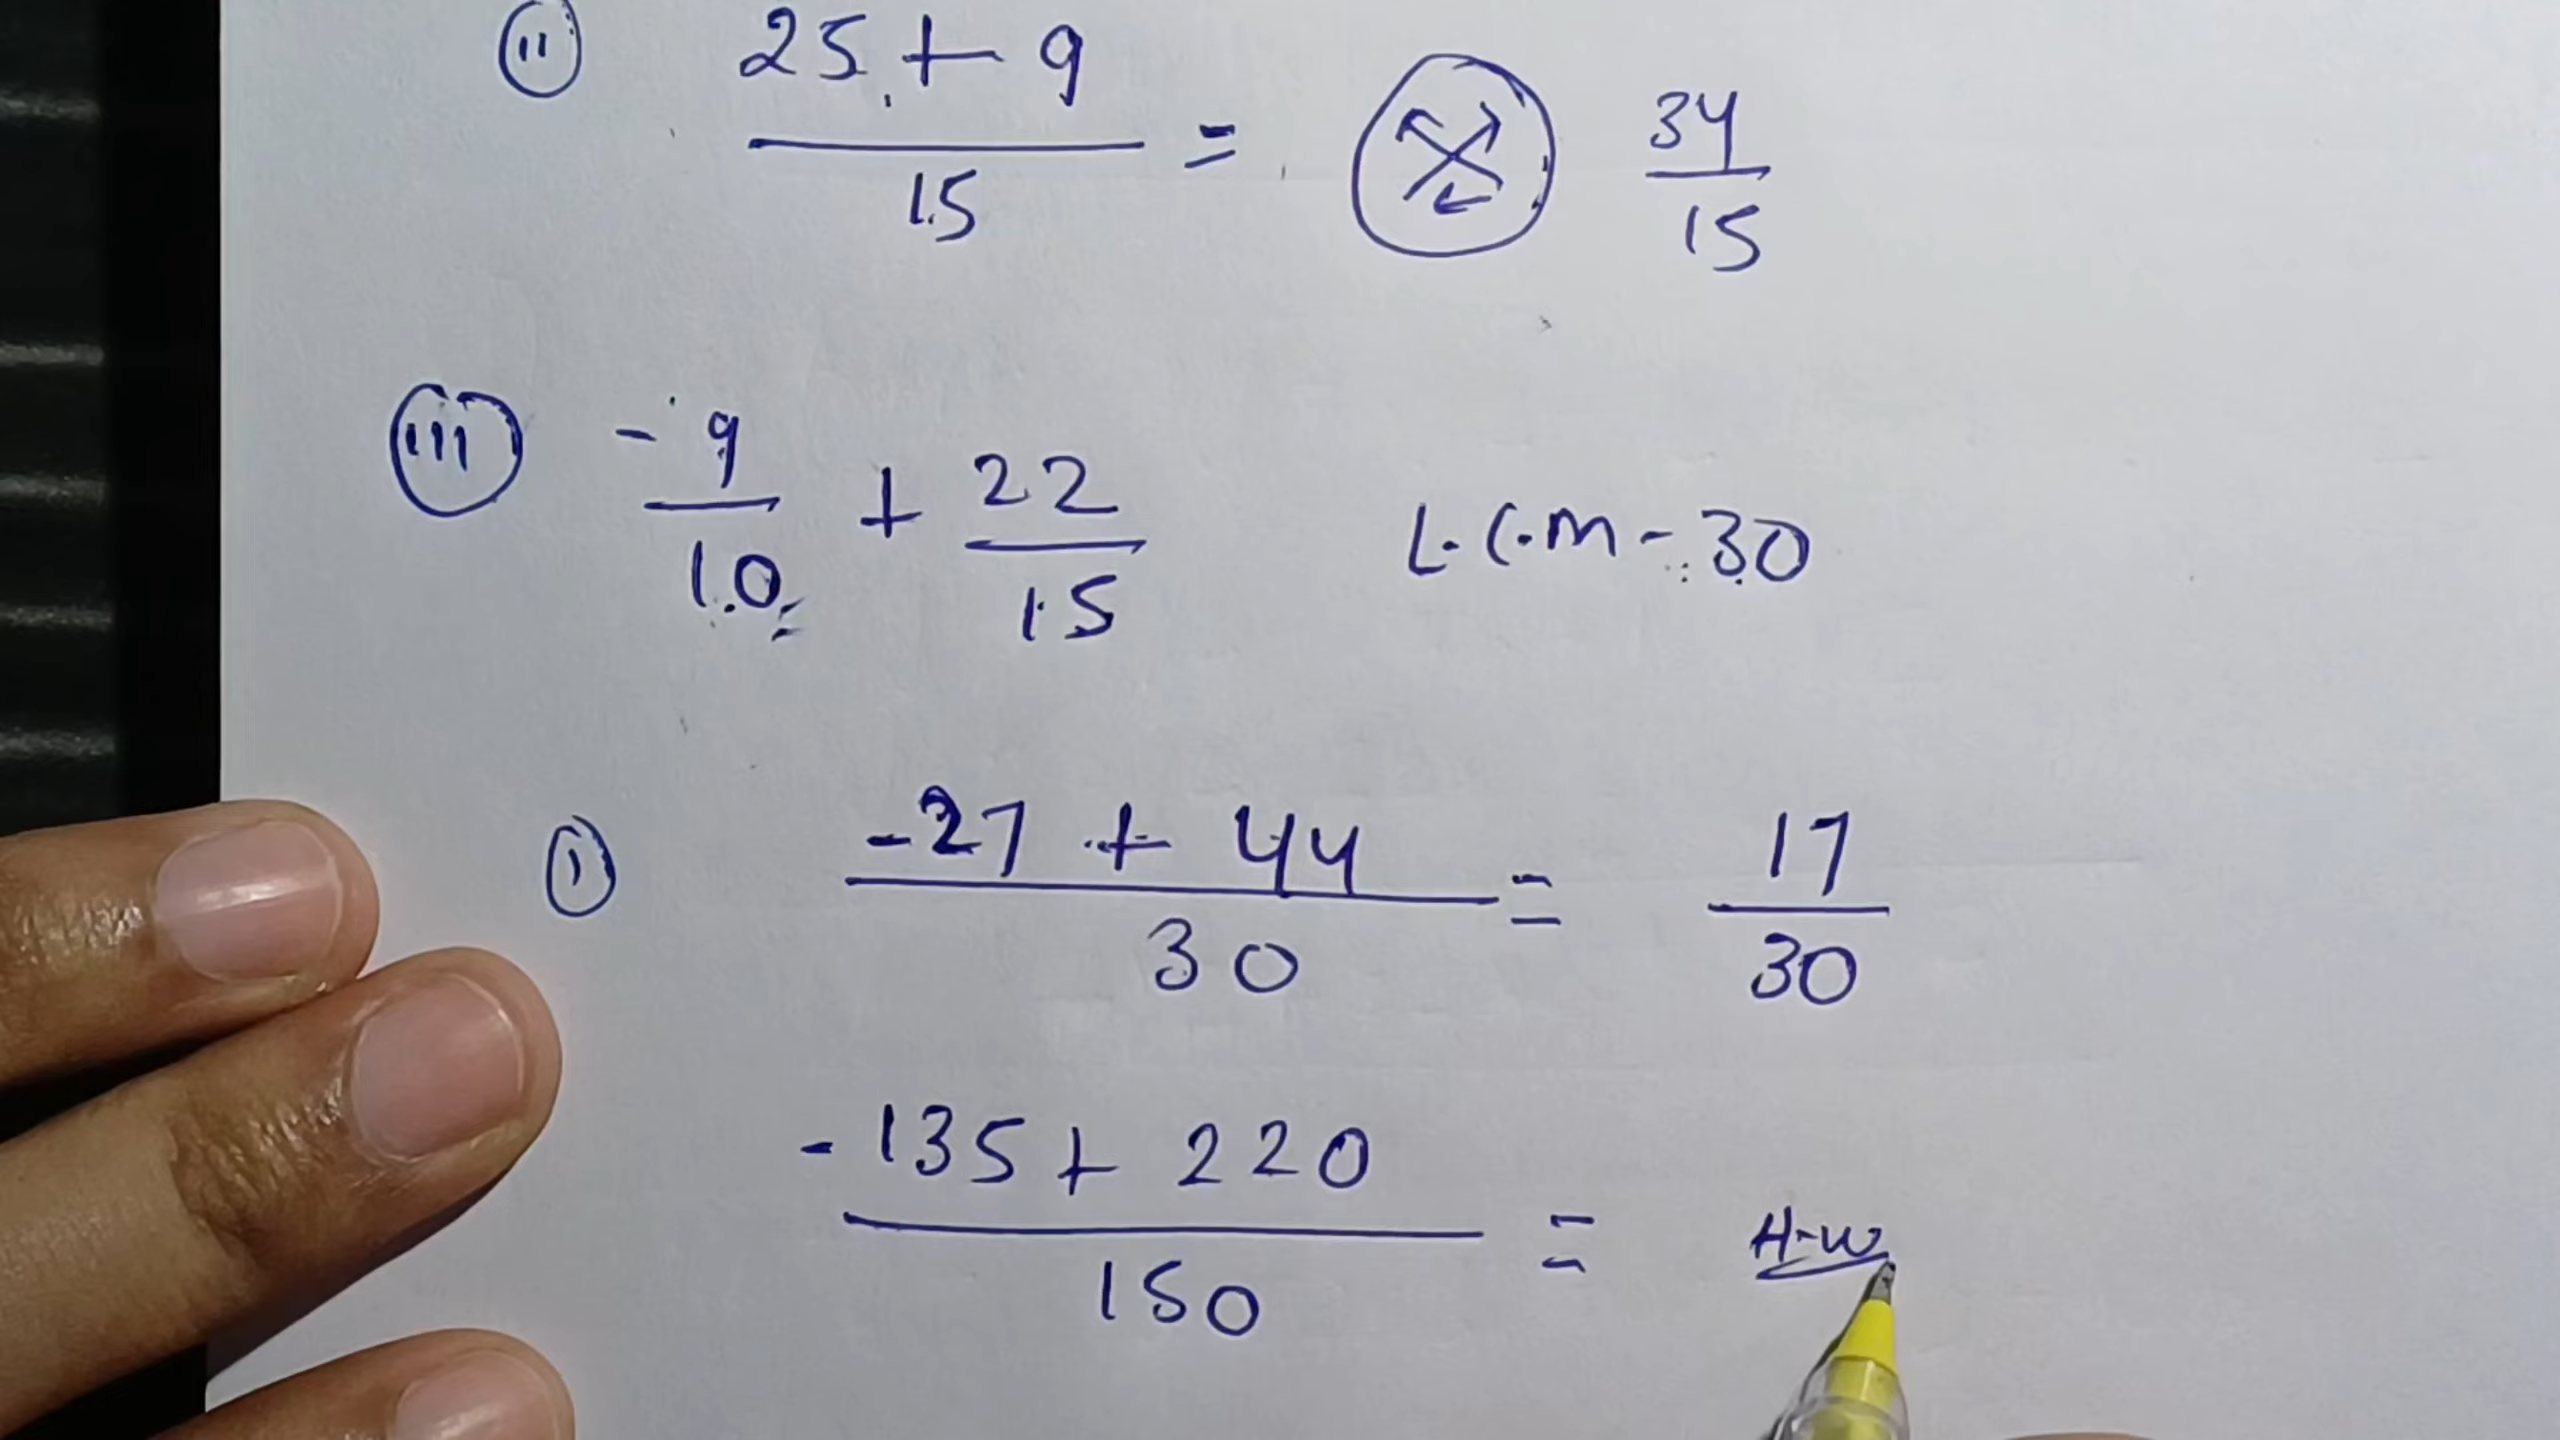 (ii) 25 + 9 / 15 = 34 / 15
(iii) - 9 / 10 + 22 / 15 L.C.M - 30
(i) -27 + 44 / 30 = 17 / 30
- 135 + 220 / 150 = H-W